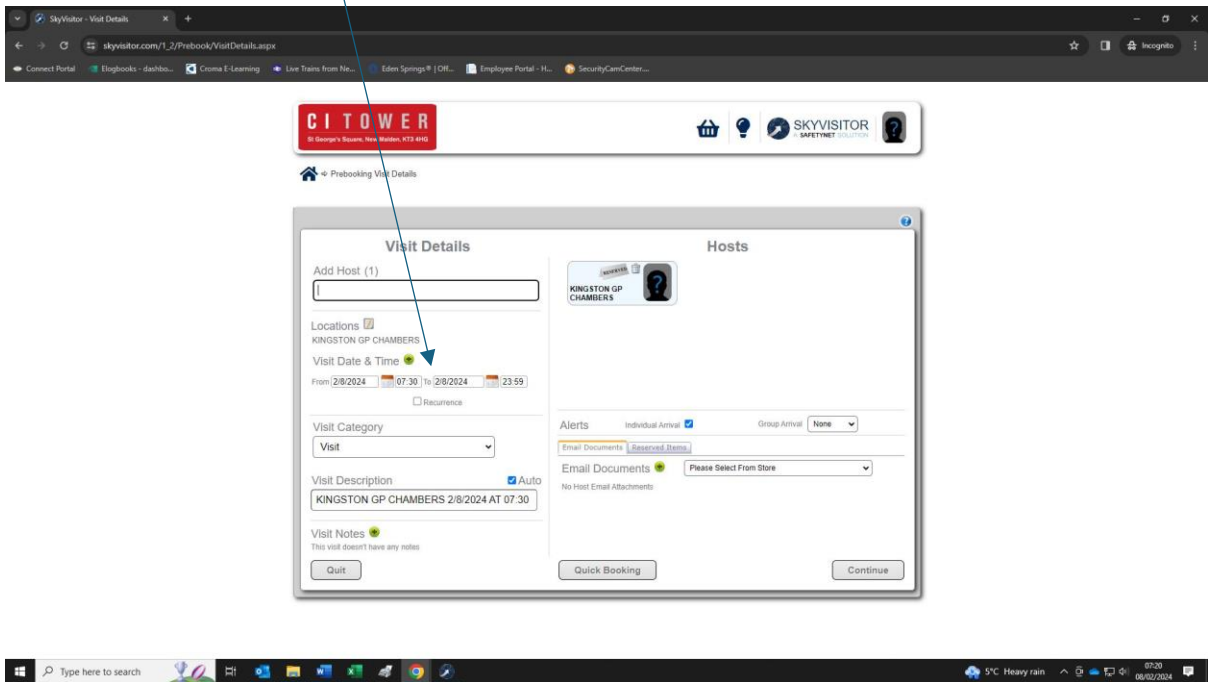 SkyVisitor - Visit Details
skyvisitor.com/1_2/Prebook/VisitDetails.aspx
Incognito
Connect Portal
Elogbooks - dashbo...
Croma E-Learning
Live Trains from Ne...
Eden Springs® | Off...
Employee Portal - H...
SecurityCamCenter....
CI TOWER
St George's Square, New Malden, KT3 4HG
SKYVISITOR
A SAFETYNET SOLUTION
Prebooking Visit Details
Visit Details
Hosts
Add Host (1)
RESERVED
KINGSTON GP
CHAMBERS
Locations
KINGSTON GP CHAMBERS
Visit Date & Time
From 2/8/2024 07:30 To 2/8/2024 23:59
Recurrence
Visit Category
Visit
Alerts Individual Arrival Group Arrival None
Email Documents Reserved Items
Email Documents Please Select From Store
No Host Email Attachments
Visit Description Auto
KINGSTON GP CHAMBERS 2/8/2024 AT 07:30
Visit Notes
This visit doesn't have any notes
Quit
Quick Booking
Continue
Type here to search
5°C Heavy rain
07:20
08/02/2024